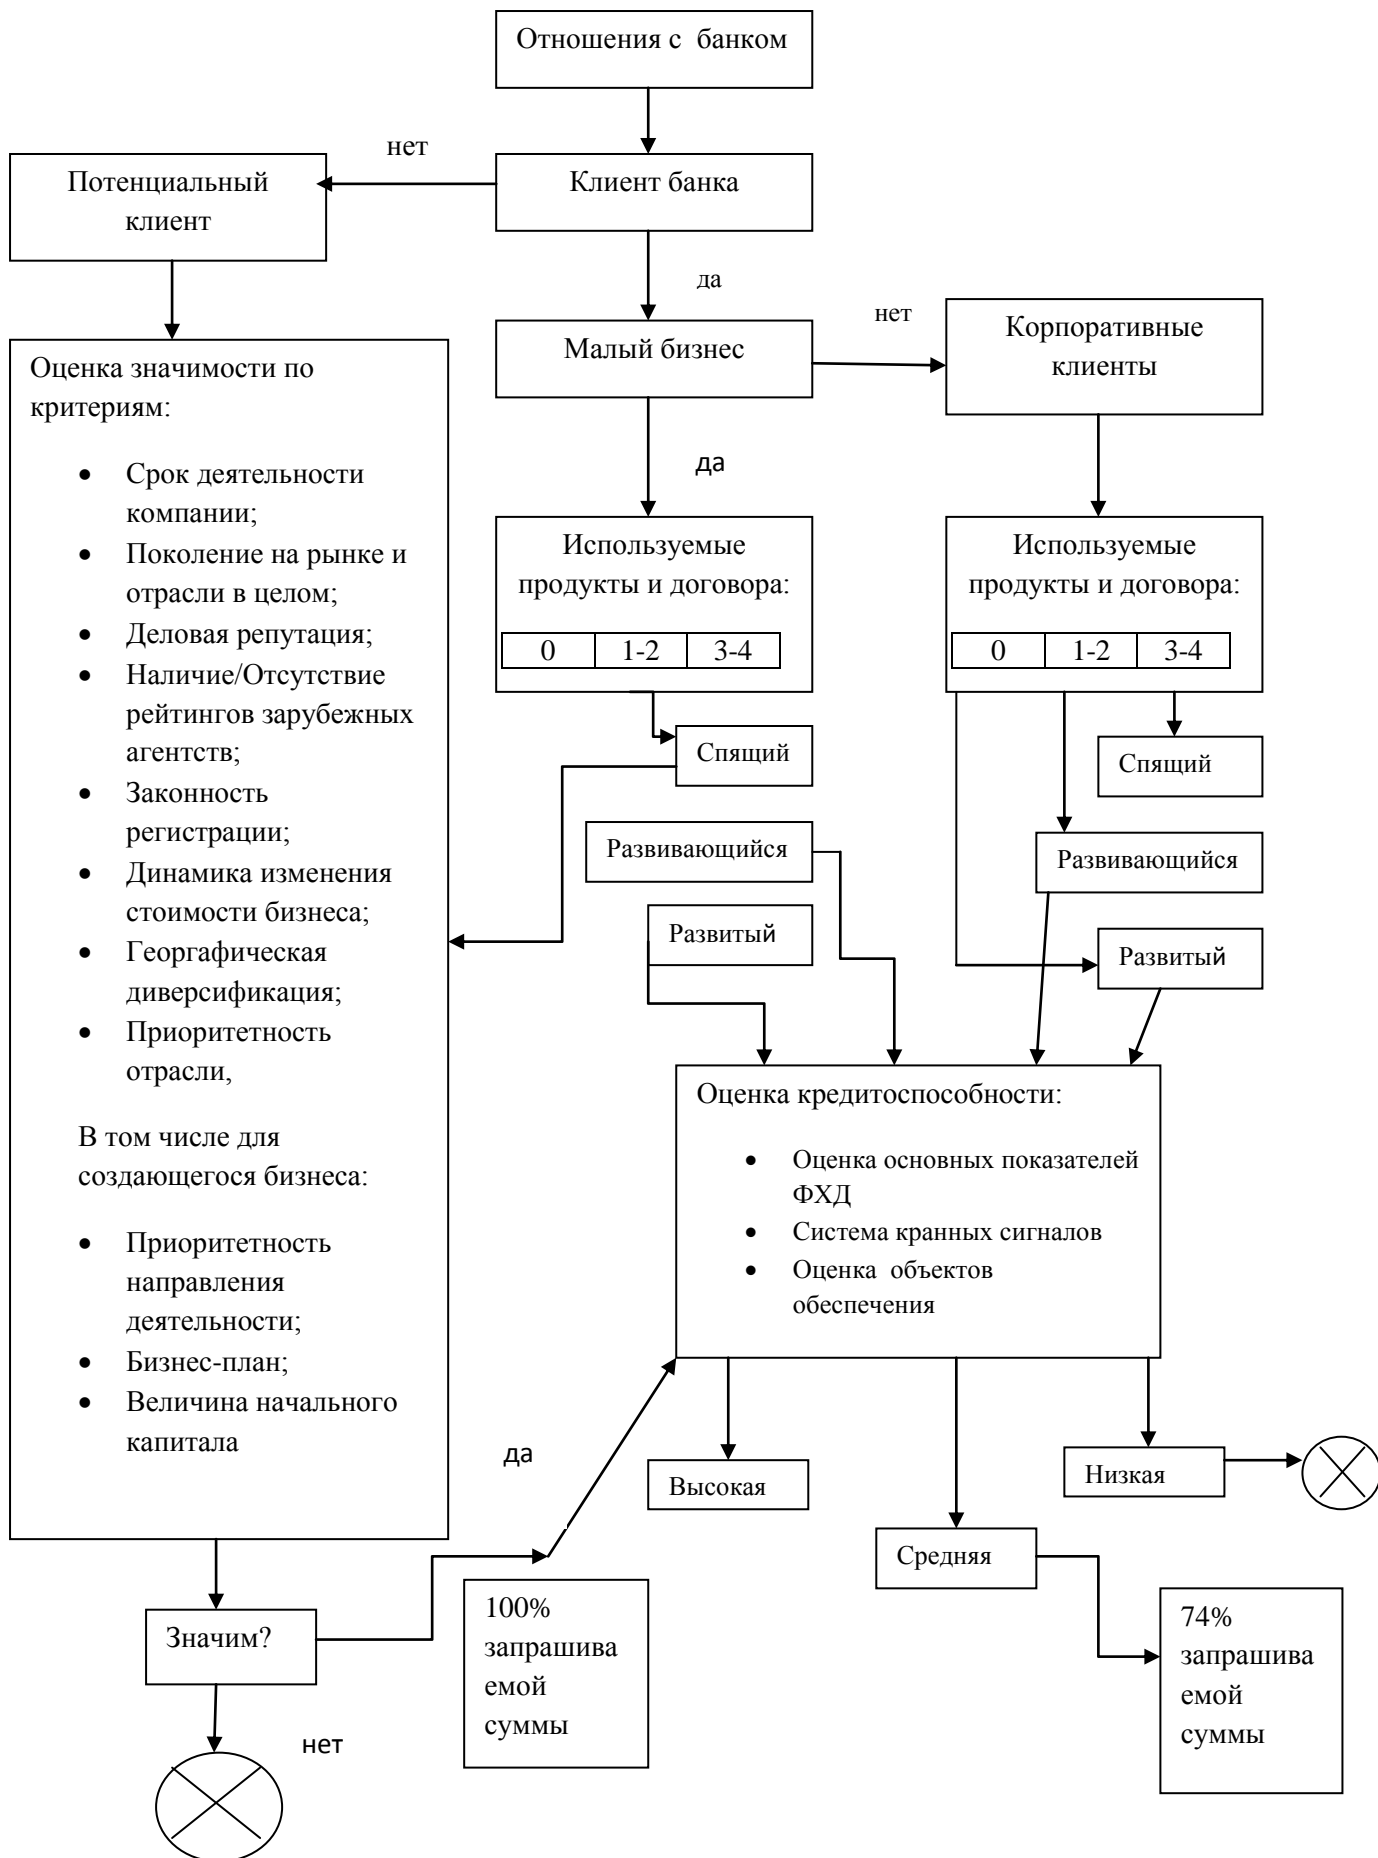 Отношения с банком
нет
Потенциальный
клиент
Клиент банка
да
Малый бизнес
нет
Корпоративные
клиенты
Оценка значимости по
критериям:
• Срок деятельности
компании;
• Поколение на рынке и
отрасли в целом;
• Деловая репутация;
• Наличие/Отсутствие
рейтингов зарубежных
агентств;
• Законность
регистрации;
• Динамика изменения
стоимости бизнеса;
• Георгафическая
диверсификация;
• Приоритетность
отрасли,
В том числе для
создающегося бизнеса:
• Приоритетность
направления
деятельности;
• Бизнес-план;
• Величина начального
капитала
да
Используемые
продукты и договора:
0 1-2 3-4
Используемые
продукты и договора:
0 1-2 3-4
Спящий
Развивающийся
Развитый
Спящий
Развивающийся
Развитый
Оценка кредитоспособности:
• Оценка основных показателей
ФХД
• Система кранных сигналов
• Оценка объектов
обеспечения
да
Высокая
Низкая
Средняя
Значим?
нет
100%
запрашива
емой
суммы
74%
запрашива
емой
суммы